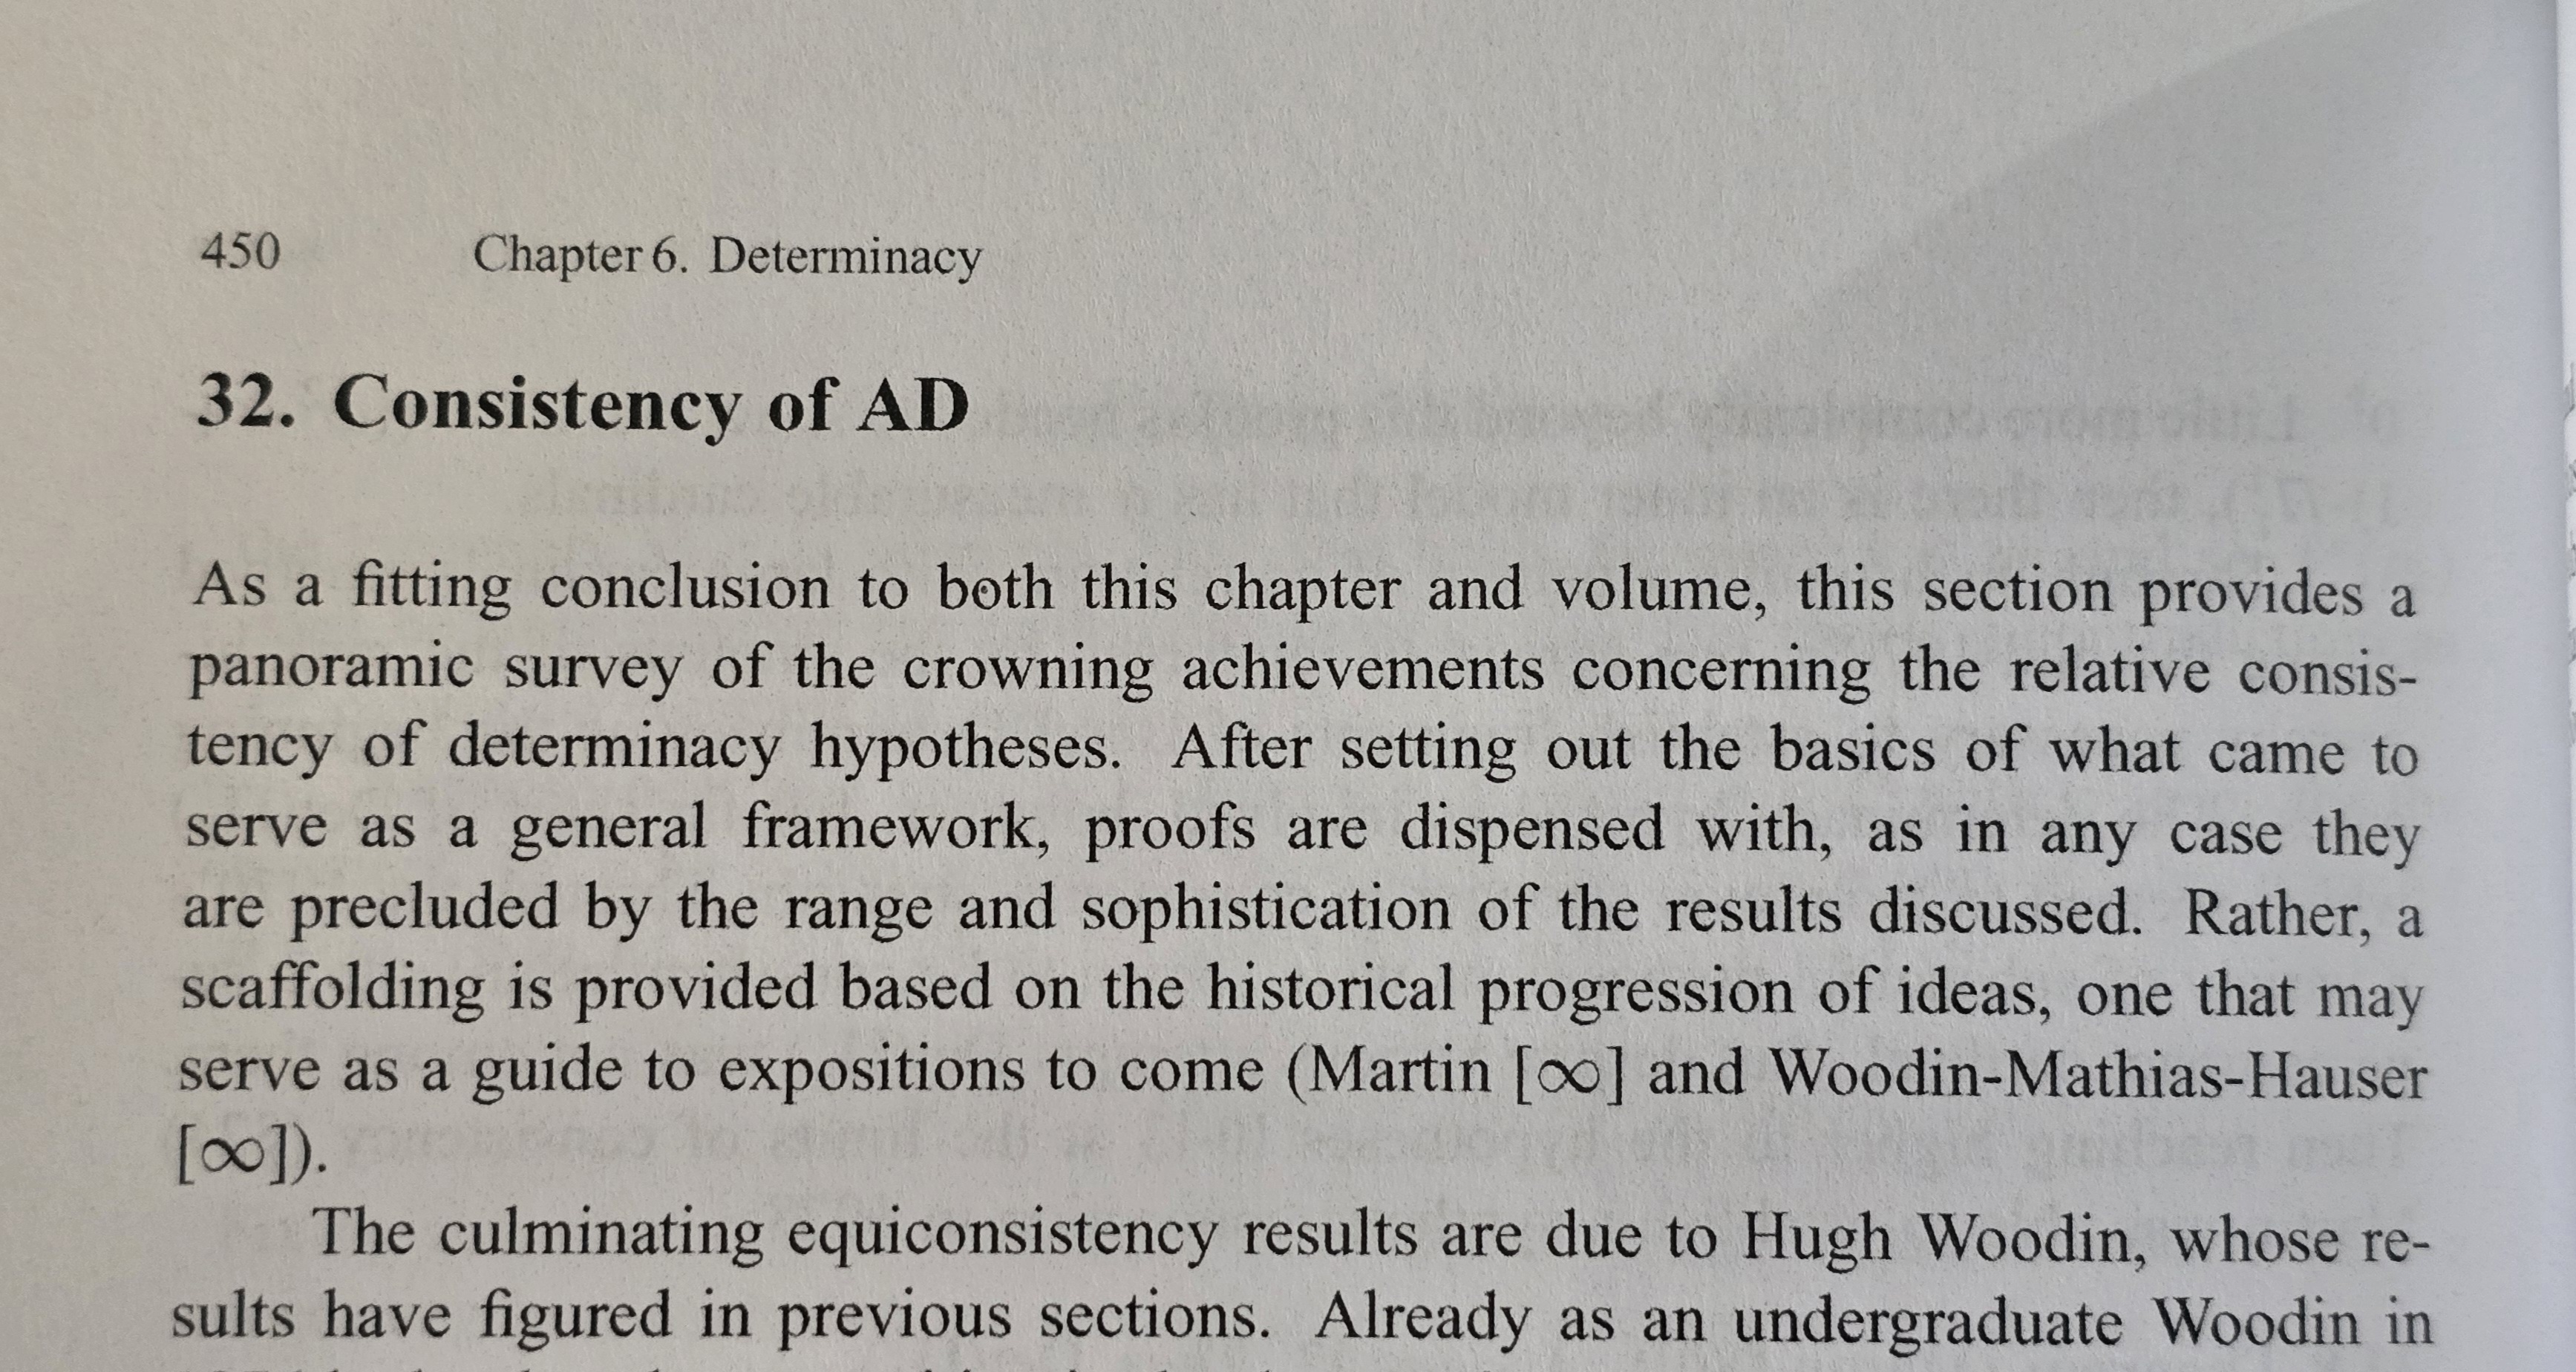 450 Chapter 6. Determinacy
32. Consistency of AD
As a fitting conclusion to both this chapter and volume, this section provides a
panoramic survey of the crowning achievements concerning the relative consis-
tency of determinacy hypotheses. After setting out the basics of what came to
serve as a general framework, proofs are dispensed with, as in any case they
are precluded by the range and sophistication of the results discussed. Rather, a
scaffolding is provided based on the historical progression of ideas, one that may
serve as a guide to expositions to come (Martin [∞] and Woodin-Mathias-Hauser
[∞]).
The culminating equiconsistency results are due to Hugh Woodin, whose re-
sults have figured in previous sections. Already as an undergraduate Woodin in